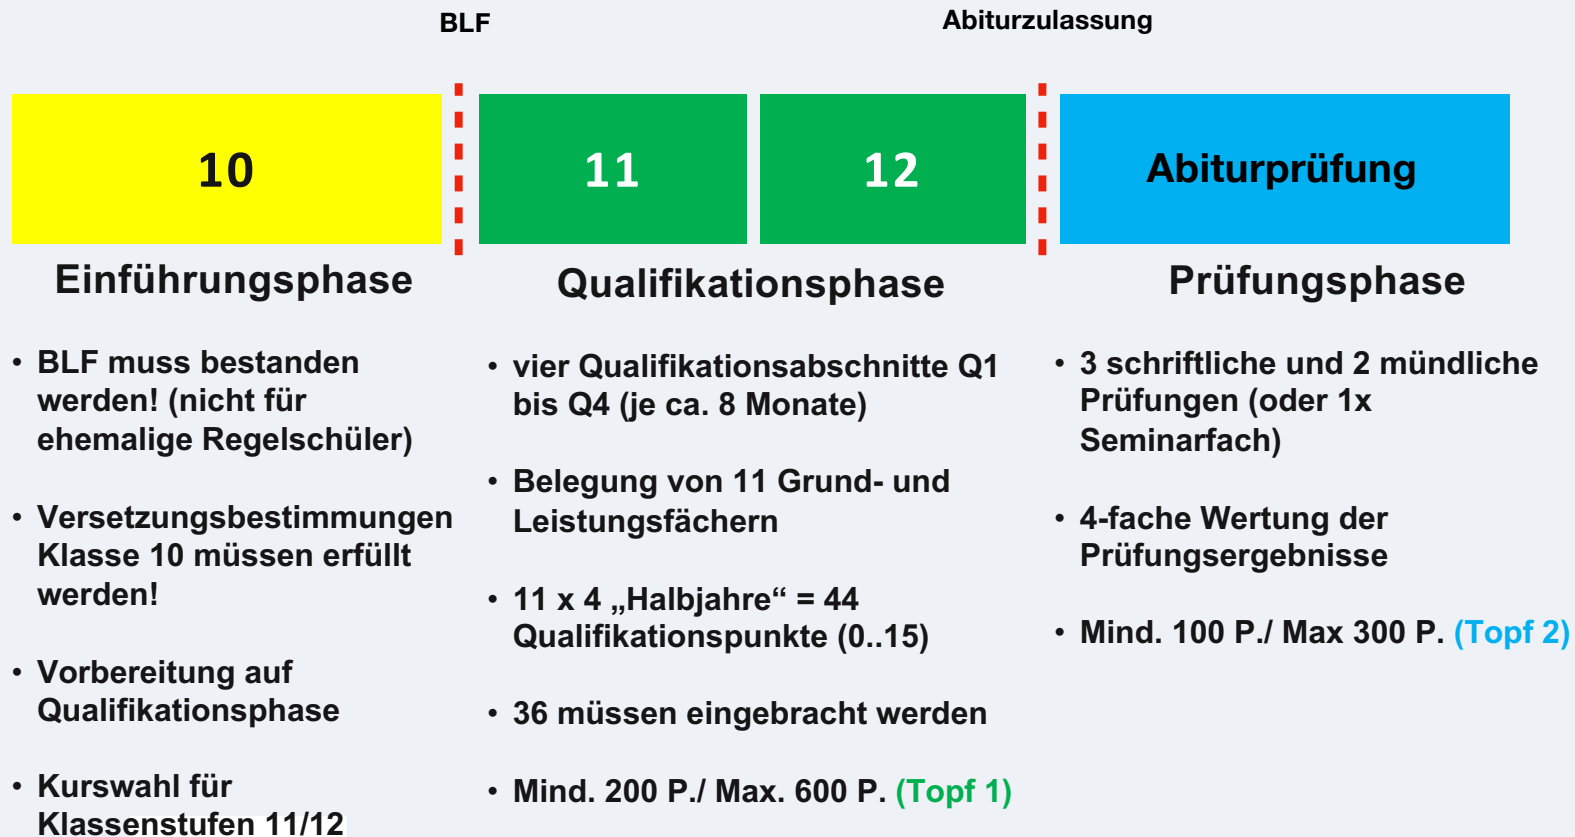 BLF
Abiturzulassung
10
11
12
Abiturprüfung
Einführungsphase
Qualifikationsphase
Prüfungsphase
• BLF muss bestanden
werden! (nicht für
ehemalige Regelschüler)
• Versetzungsbestimmungen
Klasse 10 müssen erfüllt
werden!
• Vorbereitung auf
Qualifikationsphase
• Kurswahl für
Klassenstufen 11/12
• vier Qualifikationsabschnitte Q1
bis Q4 (je ca. 8 Monate)
• Belegung von 11 Grund- und
Leistungsfächern
• 11 x 4 „Halbjahre“ = 44
Qualifikationspunkte (0..15)
• 36 müssen eingebracht werden
• Mind. 200 P./ Max. 600 P. (Topf 1)
• 3 schriftliche und 2 mündliche
Prüfungen (oder 1x
Seminarfach)
• 4-fache Wertung der
Prüfungsergebnisse
• Mind. 100 P./ Max 300 P. (Topf 2)